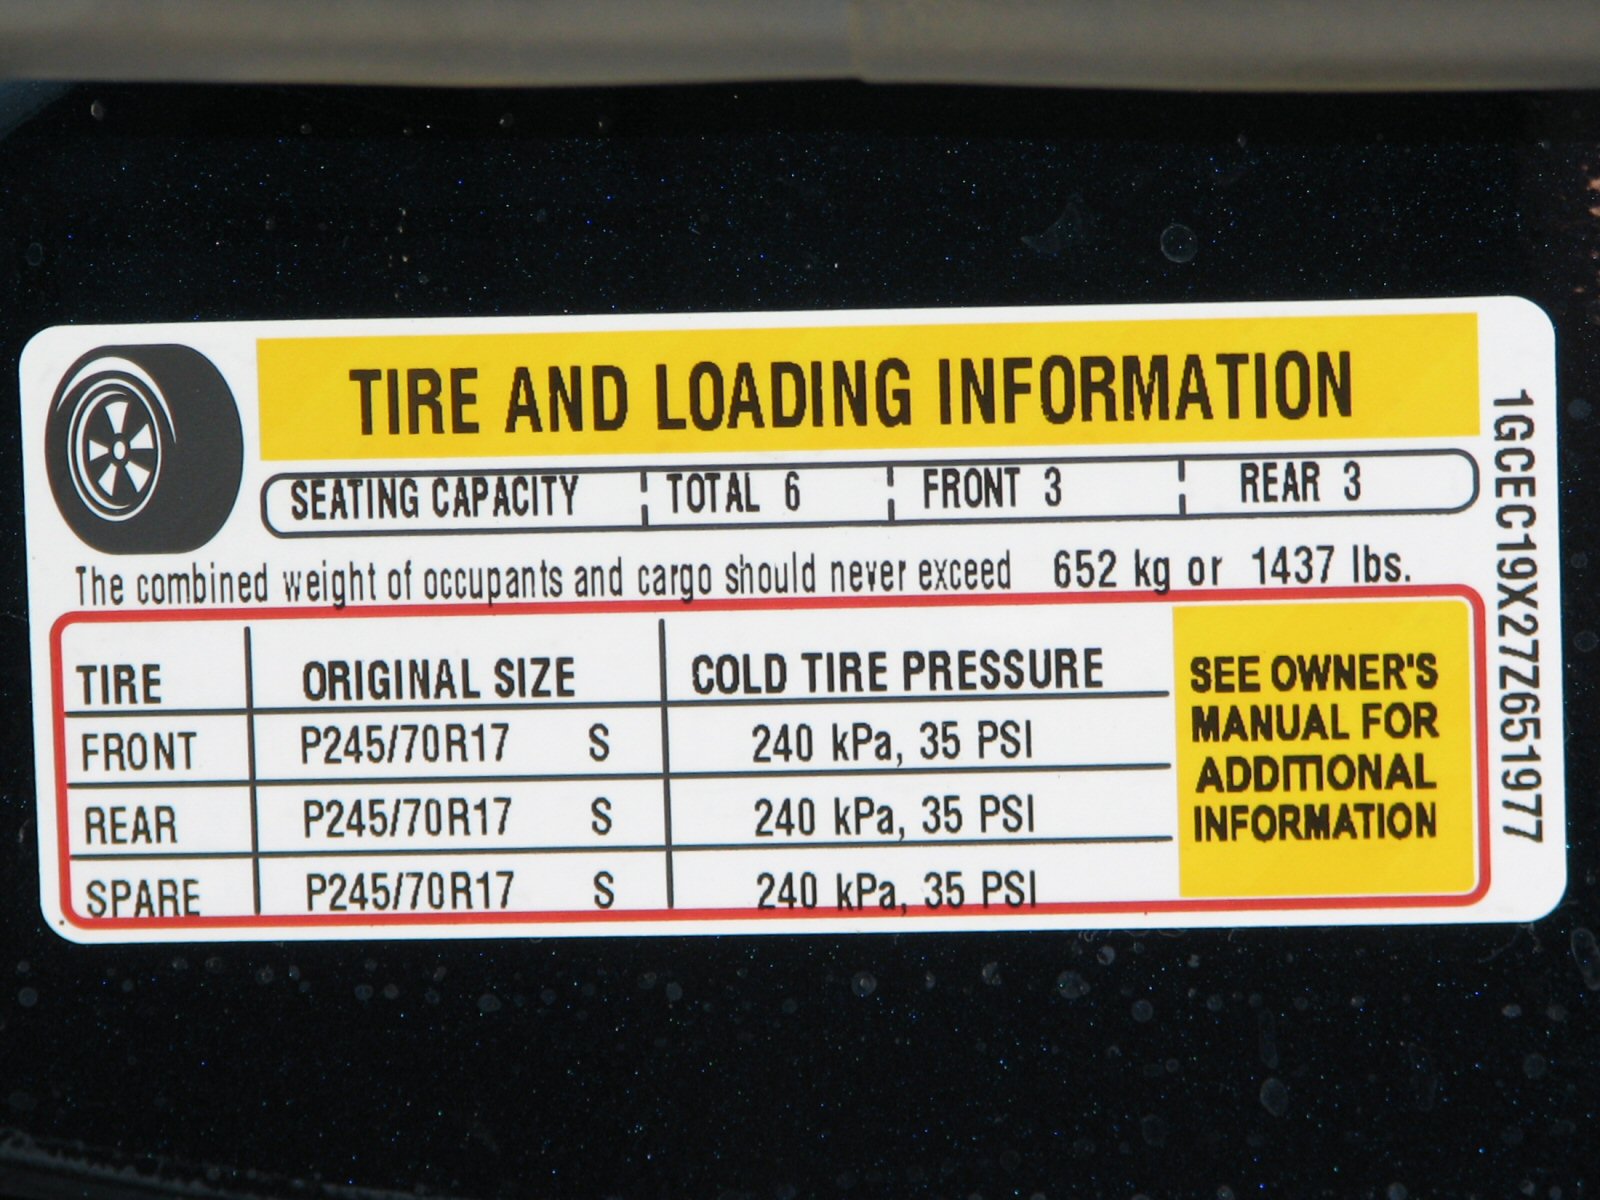 TIRE AND LOADING INFORMATION
SEATING CAPACITY TOTAL 6 FRONT 3 REAR 3
The combined weight of occupants and cargo should never exceed 652 kg or 1437 lbs.
TIRE ORIGINAL SIZE COLD TIRE PRESSURE
FRONT P245/70R17 S 240 kPa, 35 PSI
REAR P245/70R17 S 240 kPa, 35 PSI
SPARE P245/70R17 S 240 kPa, 35 PSI
SEE OWNER'S
MANUAL FOR
ADDITIONAL
INFORMATION
1GCEC19X27Z651977